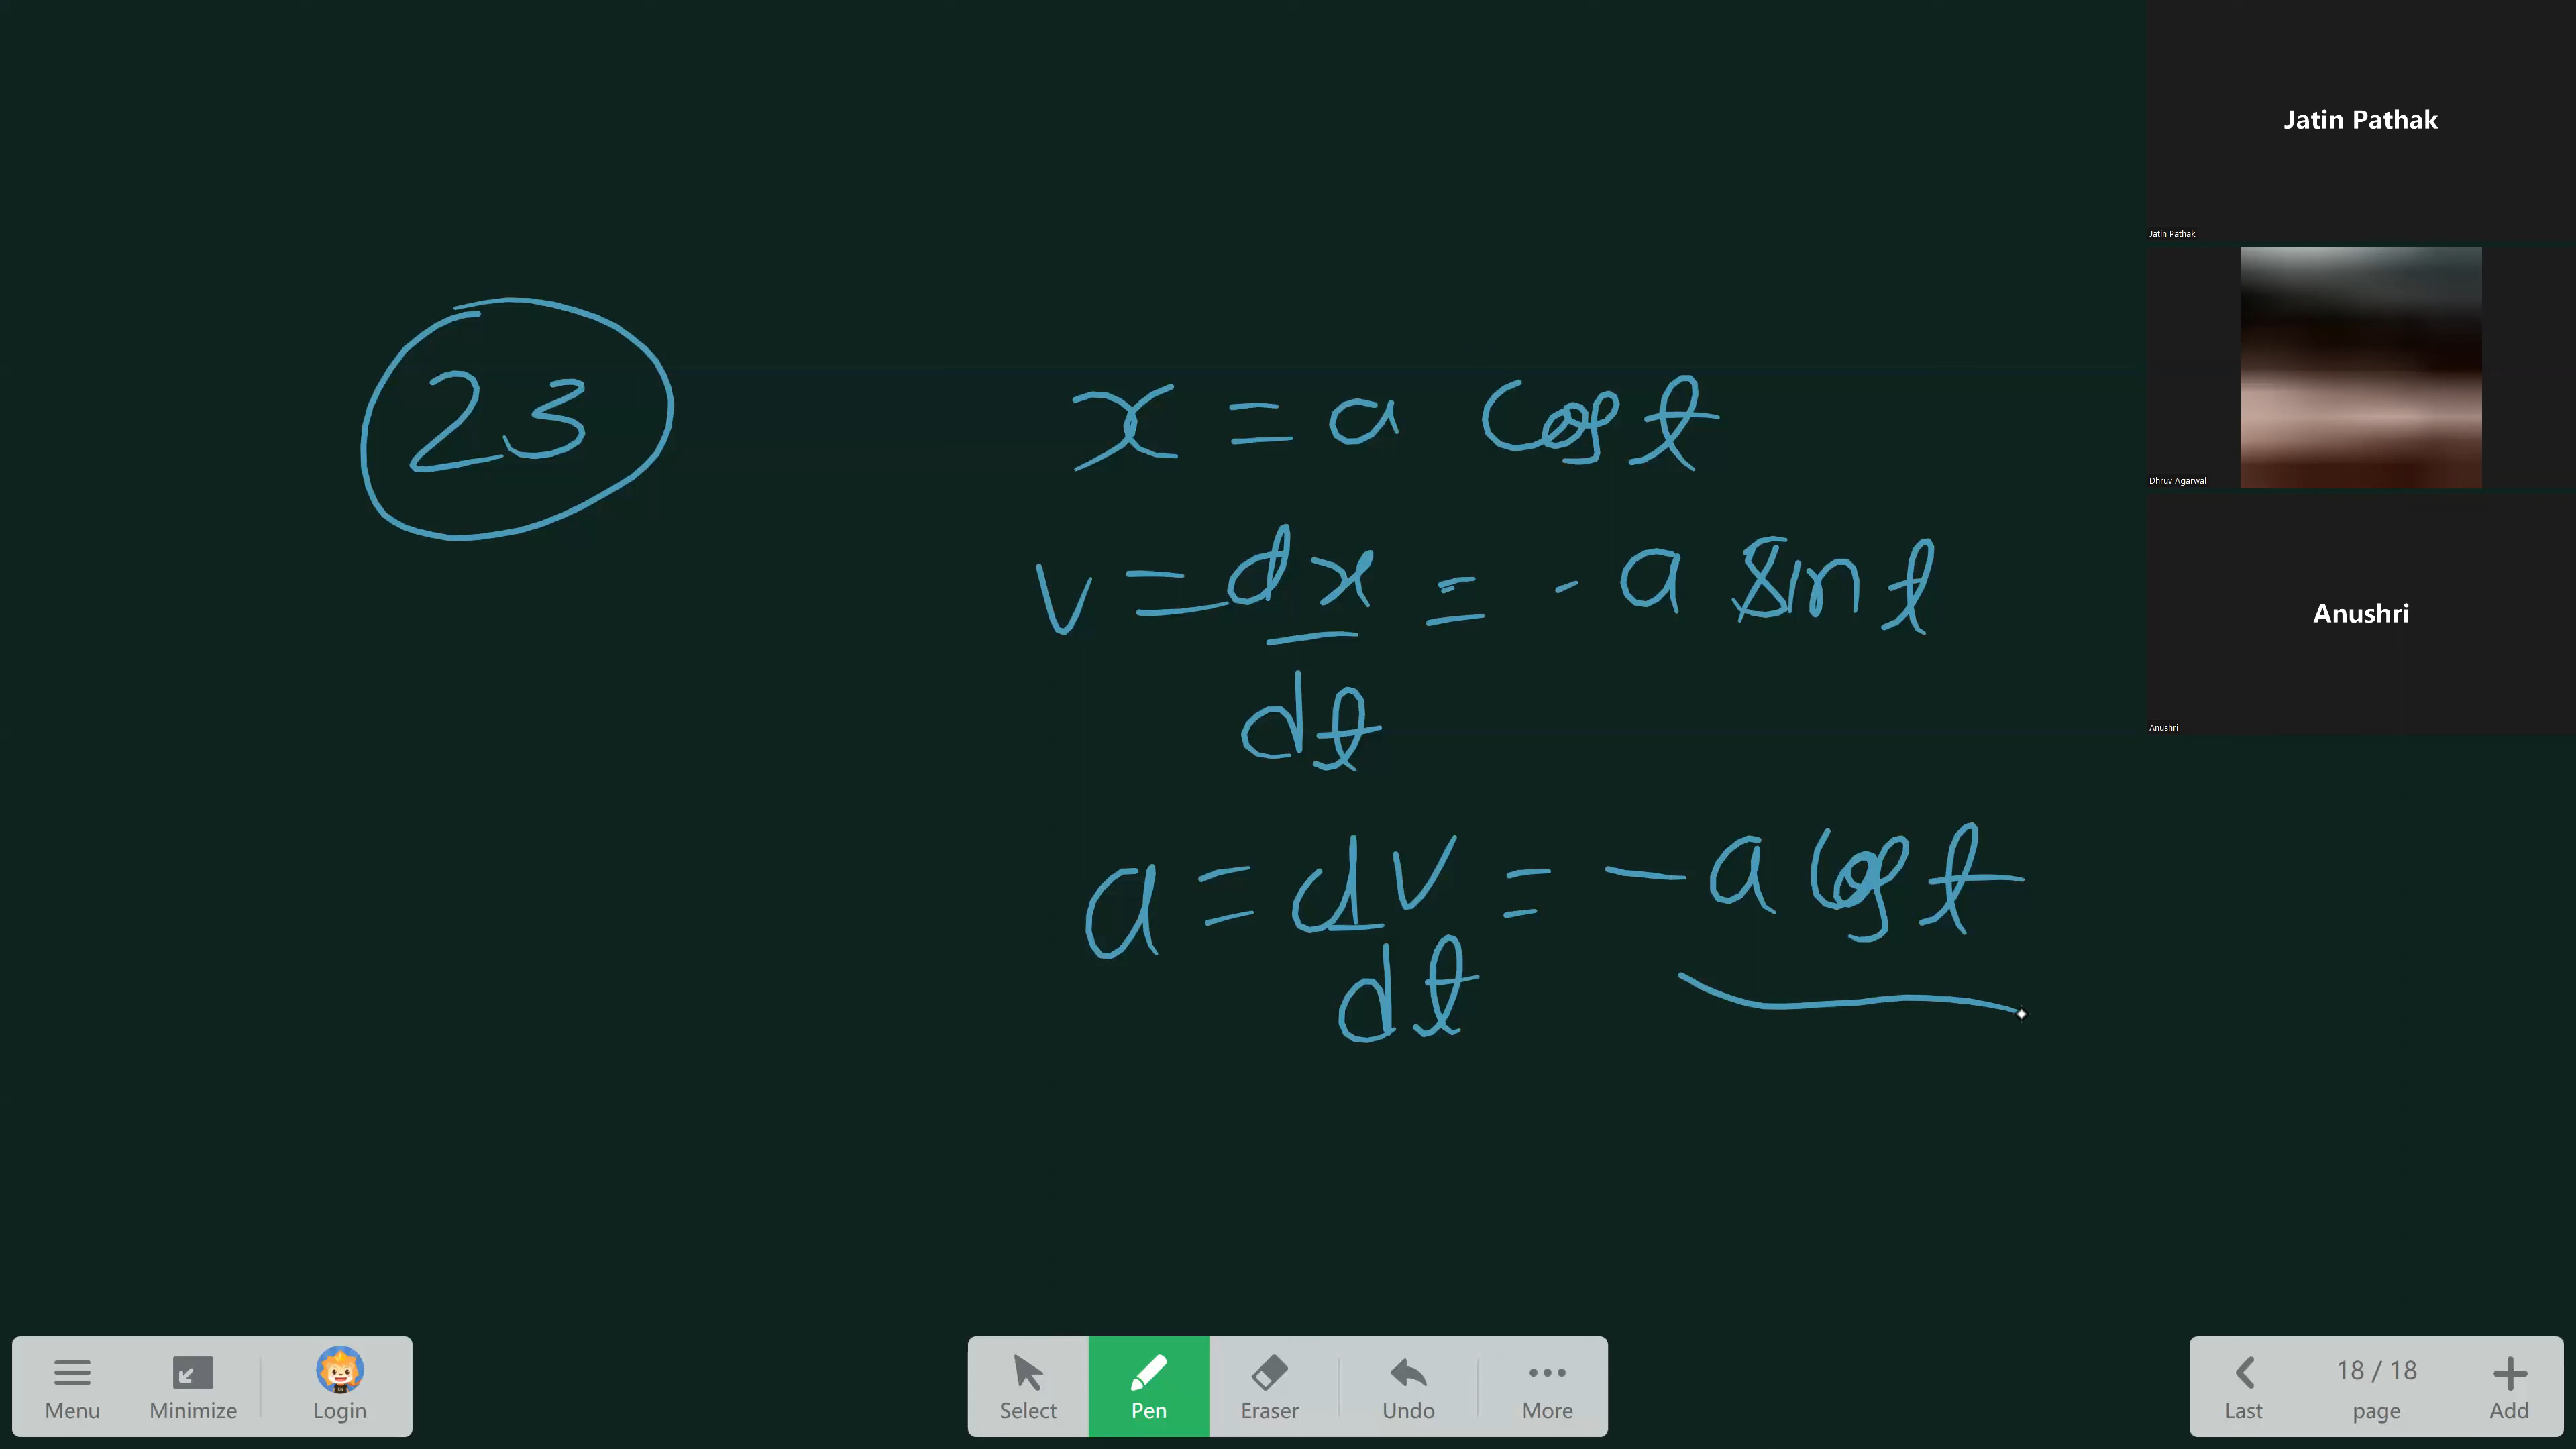 Jatin Pathak
Jatin Pathak
23
x = a cos t
v = dx/dt = - a sin t
Dhruv Agarwal
Anushri
Anushri
a = dv/dt = - a cos t
Menu
Minimize
Login
Select
Pen
Eraser
Undo
More
Last
18 / 18
page
Add